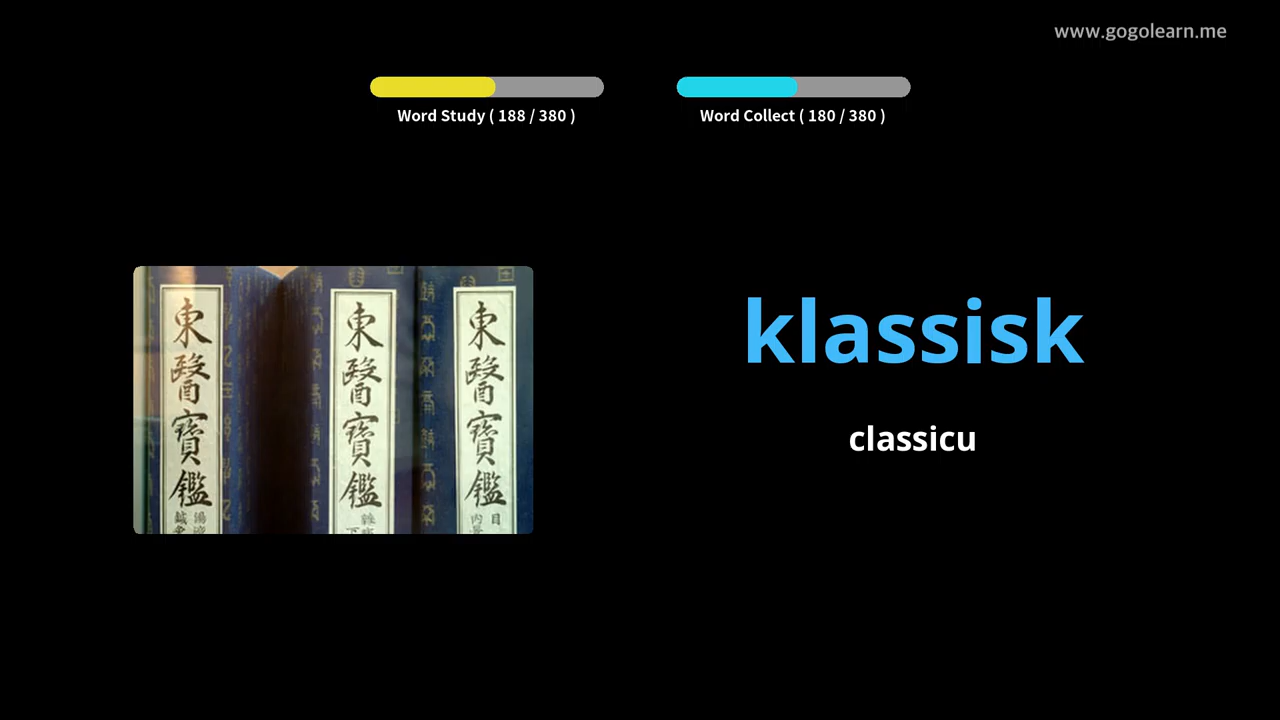 www.gogolearn.me
Word Study ( 188 / 380 )
Word Collect ( 180 / 380 )
東醫寶鑑
東醫寶鑑
東醫寶鑑
klassisk
classicu